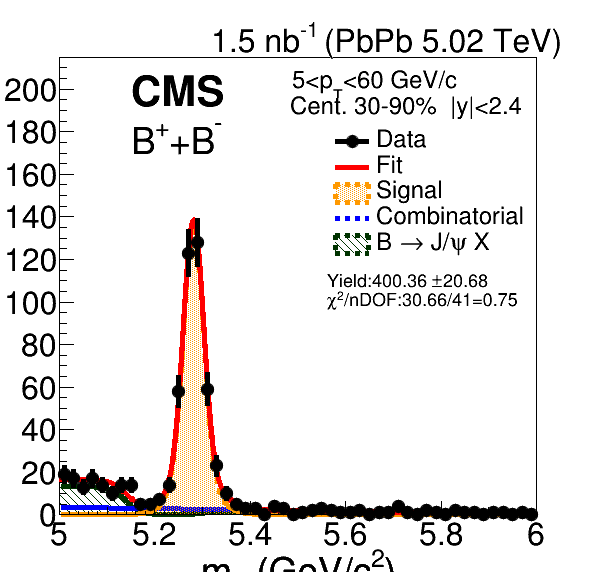 1.5 nb⁻¹ (PbPb 5.02 TeV)
CMS
B⁺+B⁻
5<p_T<60 GeV/c
Cent. 30-90% |y|<2.4
Data
Fit
Signal
Combinatorial
B → J/ψ X
Yield:400.36 ±20.68
χ²/nDOF:30.66/41=0.75
200
180
160
140
120
100
80
60
40
20
0
5 5.2 5.4 5.6 5.8 6
(GeV/c²)